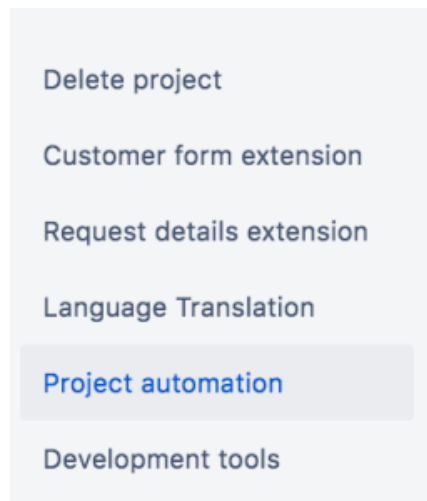 Delete project
Customer form extension
Request details extension
Language Translation
Project automation
Development tools